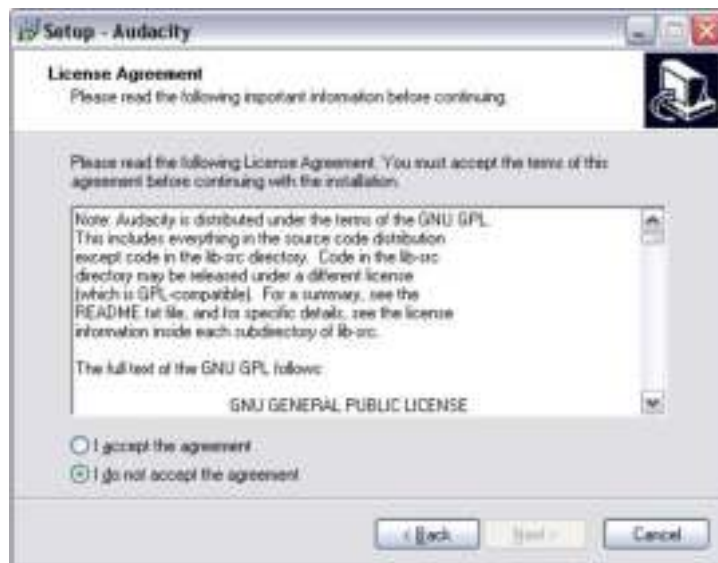 Setup - Audacity
License Agreement
Please read the following important information before continuing.
Please read the following License Agreement. You must accept the terms of this
agreement before continuing with the installation.
Note: Audacity is distributed under the terms of the GNU GPL.
This includes everything in the source code distribution
except code in the lib-src directory. Code in the lib-src
directory may be released under a different license
(which is GPL-compatible). For a summary, see the
README.txt file, and for specific details, see the license
information inside each subdirectory of lib-src.
The full text of the GNU GPL follows:
GNU GENERAL PUBLIC LICENSE
I accept the agreement
I do not accept the agreement
< Back
Next >
Cancel